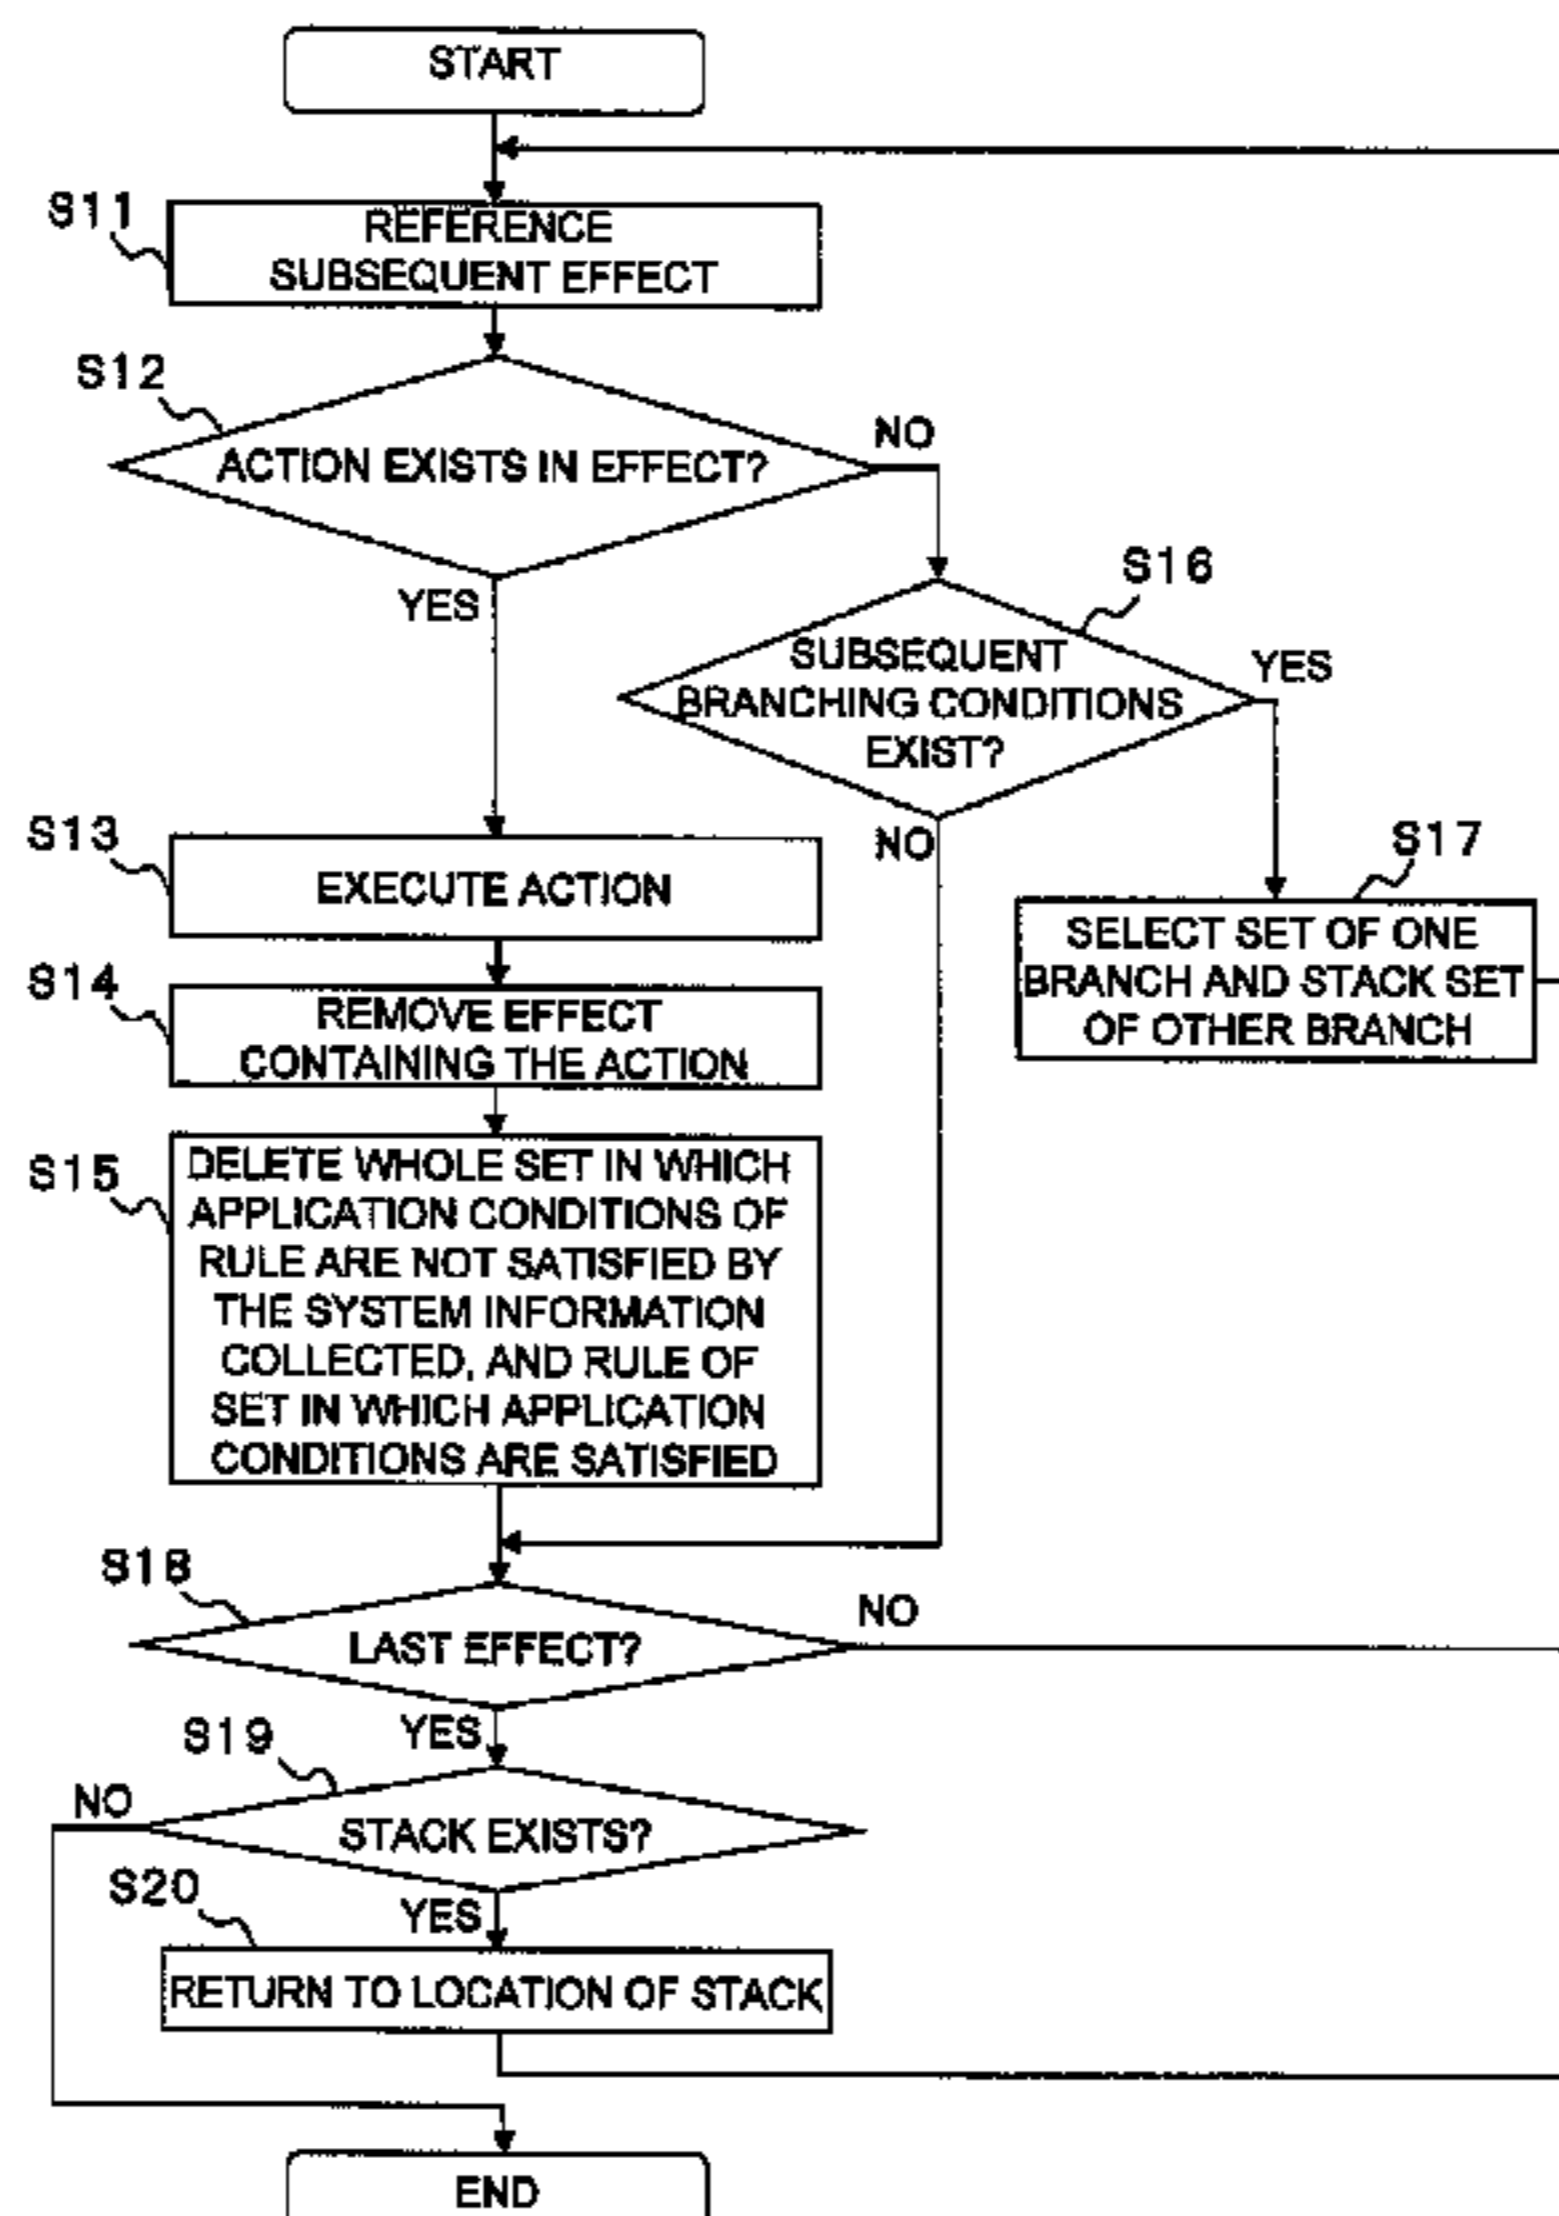 START
S11
REFERENCE
SUBSEQUENT EFFECT
S12
ACTION EXISTS IN EFFECT?
NO
YES
S16
SUBSEQUENT
BRANCHING CONDITIONS
EXIST?
YES
NO
S13
EXECUTE ACTION
S17
SELECT SET OF ONE
BRANCH AND STACK SET
OF OTHER BRANCH
S14
REMOVE EFFECT
CONTAINING THE ACTION
S15
DELETE WHOLE SET IN WHICH
APPLICATION CONDITIONS OF
RULE ARE NOT SATISFIED BY
THE SYSTEM INFORMATION
COLLECTED, AND RULE OF
SET IN WHICH APPLICATION
CONDITIONS ARE SATISFIED
S18
LAST EFFECT?
NO
YES
S19
STACK EXISTS?
NO
YES
S20
RETURN TO LOCATION OF STACK
END